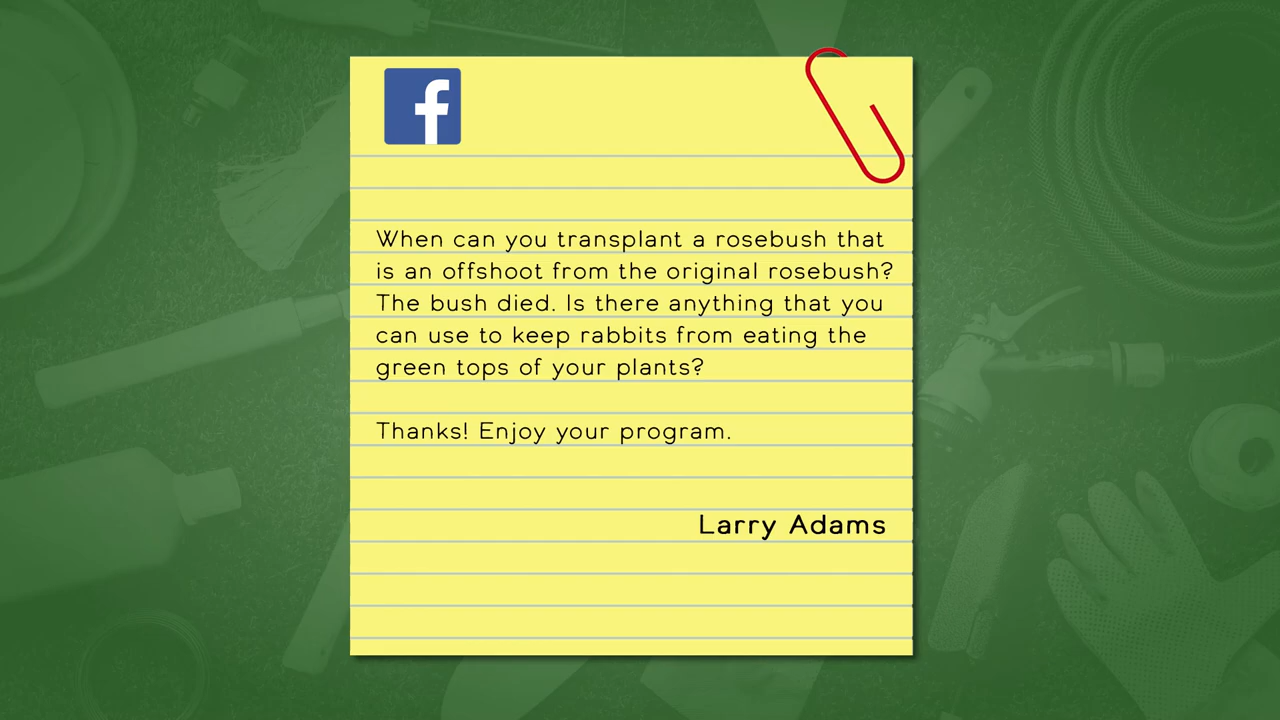 f
When can you transplant a rosebush that
is an offshoot from the original rosebush?
The bush died. Is there anything that you
can use to keep rabbits from eating the
green tops of your plants?
Thanks! Enjoy your program.
Larry Adams